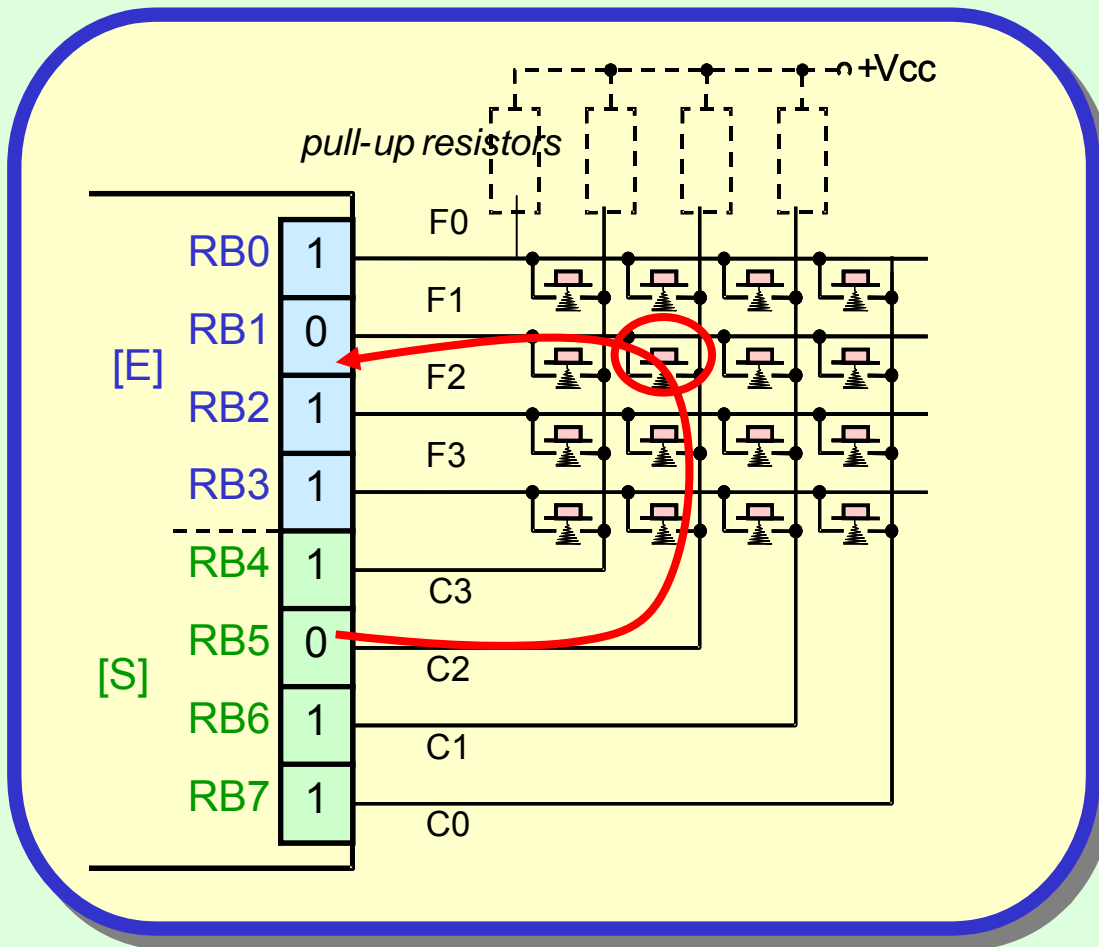 +Vcc
pull-up resistors
F0
RB0 1
F1
RB1 0
[E]
F2
RB2 1
F3
RB3 1
RB4 1
C3
RB5 0
[S]
C2
RB6 1
C1
RB7 1
C0